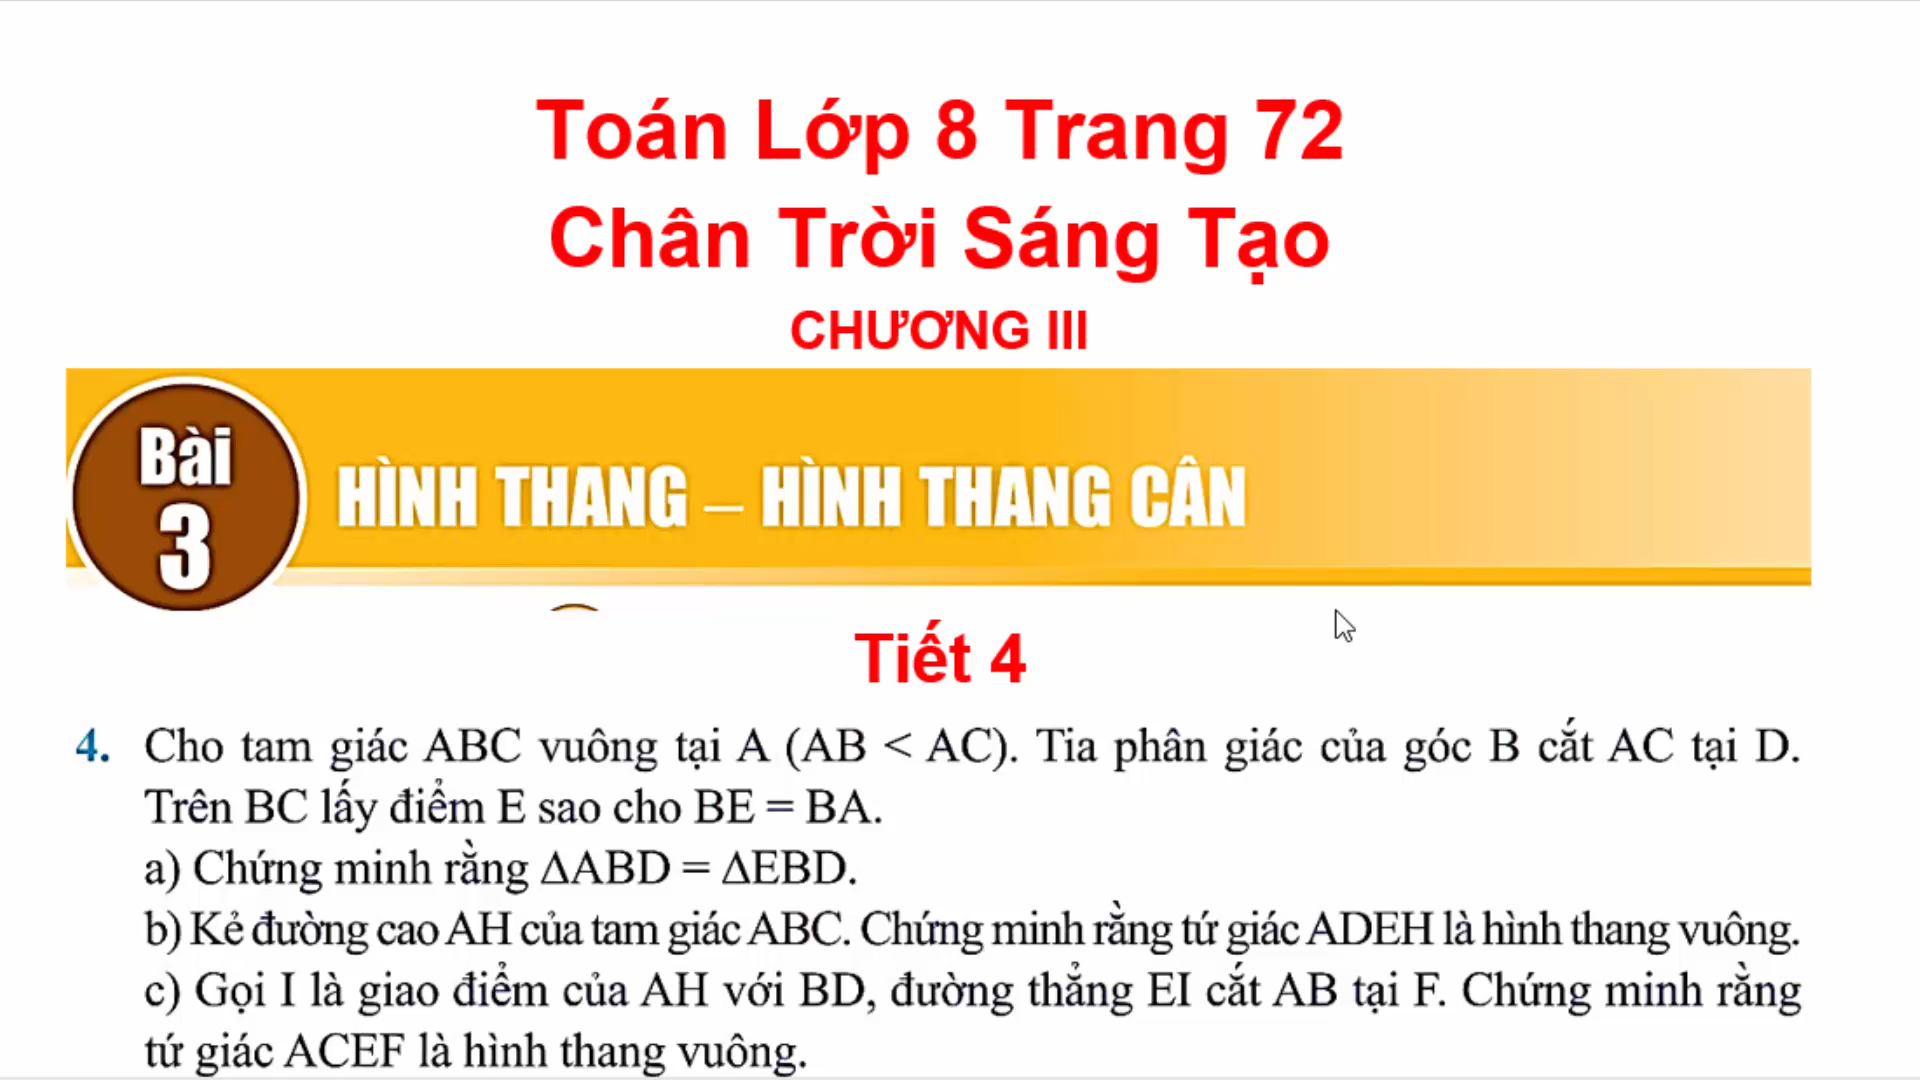 Toán Lớp 8 Trang 72
Chân Trời Sáng Tạo
CHƯƠNG III
Bài
3
HÌNH THANG – HÌNH THANG CÂN
Tiết 4
4. Cho tam giác ABC vuông tại A (AB < AC). Tia phân giác của góc B cắt AC tại D.
Trên BC lấy điểm E sao cho BE = BA.
a) Chứng minh rằng ΔABD = ΔEBD.
b) Kẻ đường cao AH của tam giác ABC. Chứng minh rằng tứ giác ADEH là hình thang vuông.
c) Gọi I là giao điểm của AH với BD, đường thẳng EI cắt AB tại F. Chứng minh rằng
tứ giác ACEF là hình thang vuông.